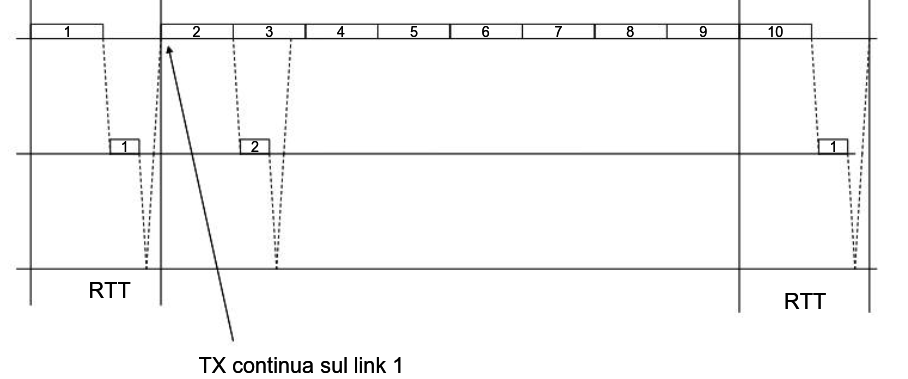 1 2 3 4 5 6 7 8 9 10
1 2 1
RTT RTT
TX continua sul link 1